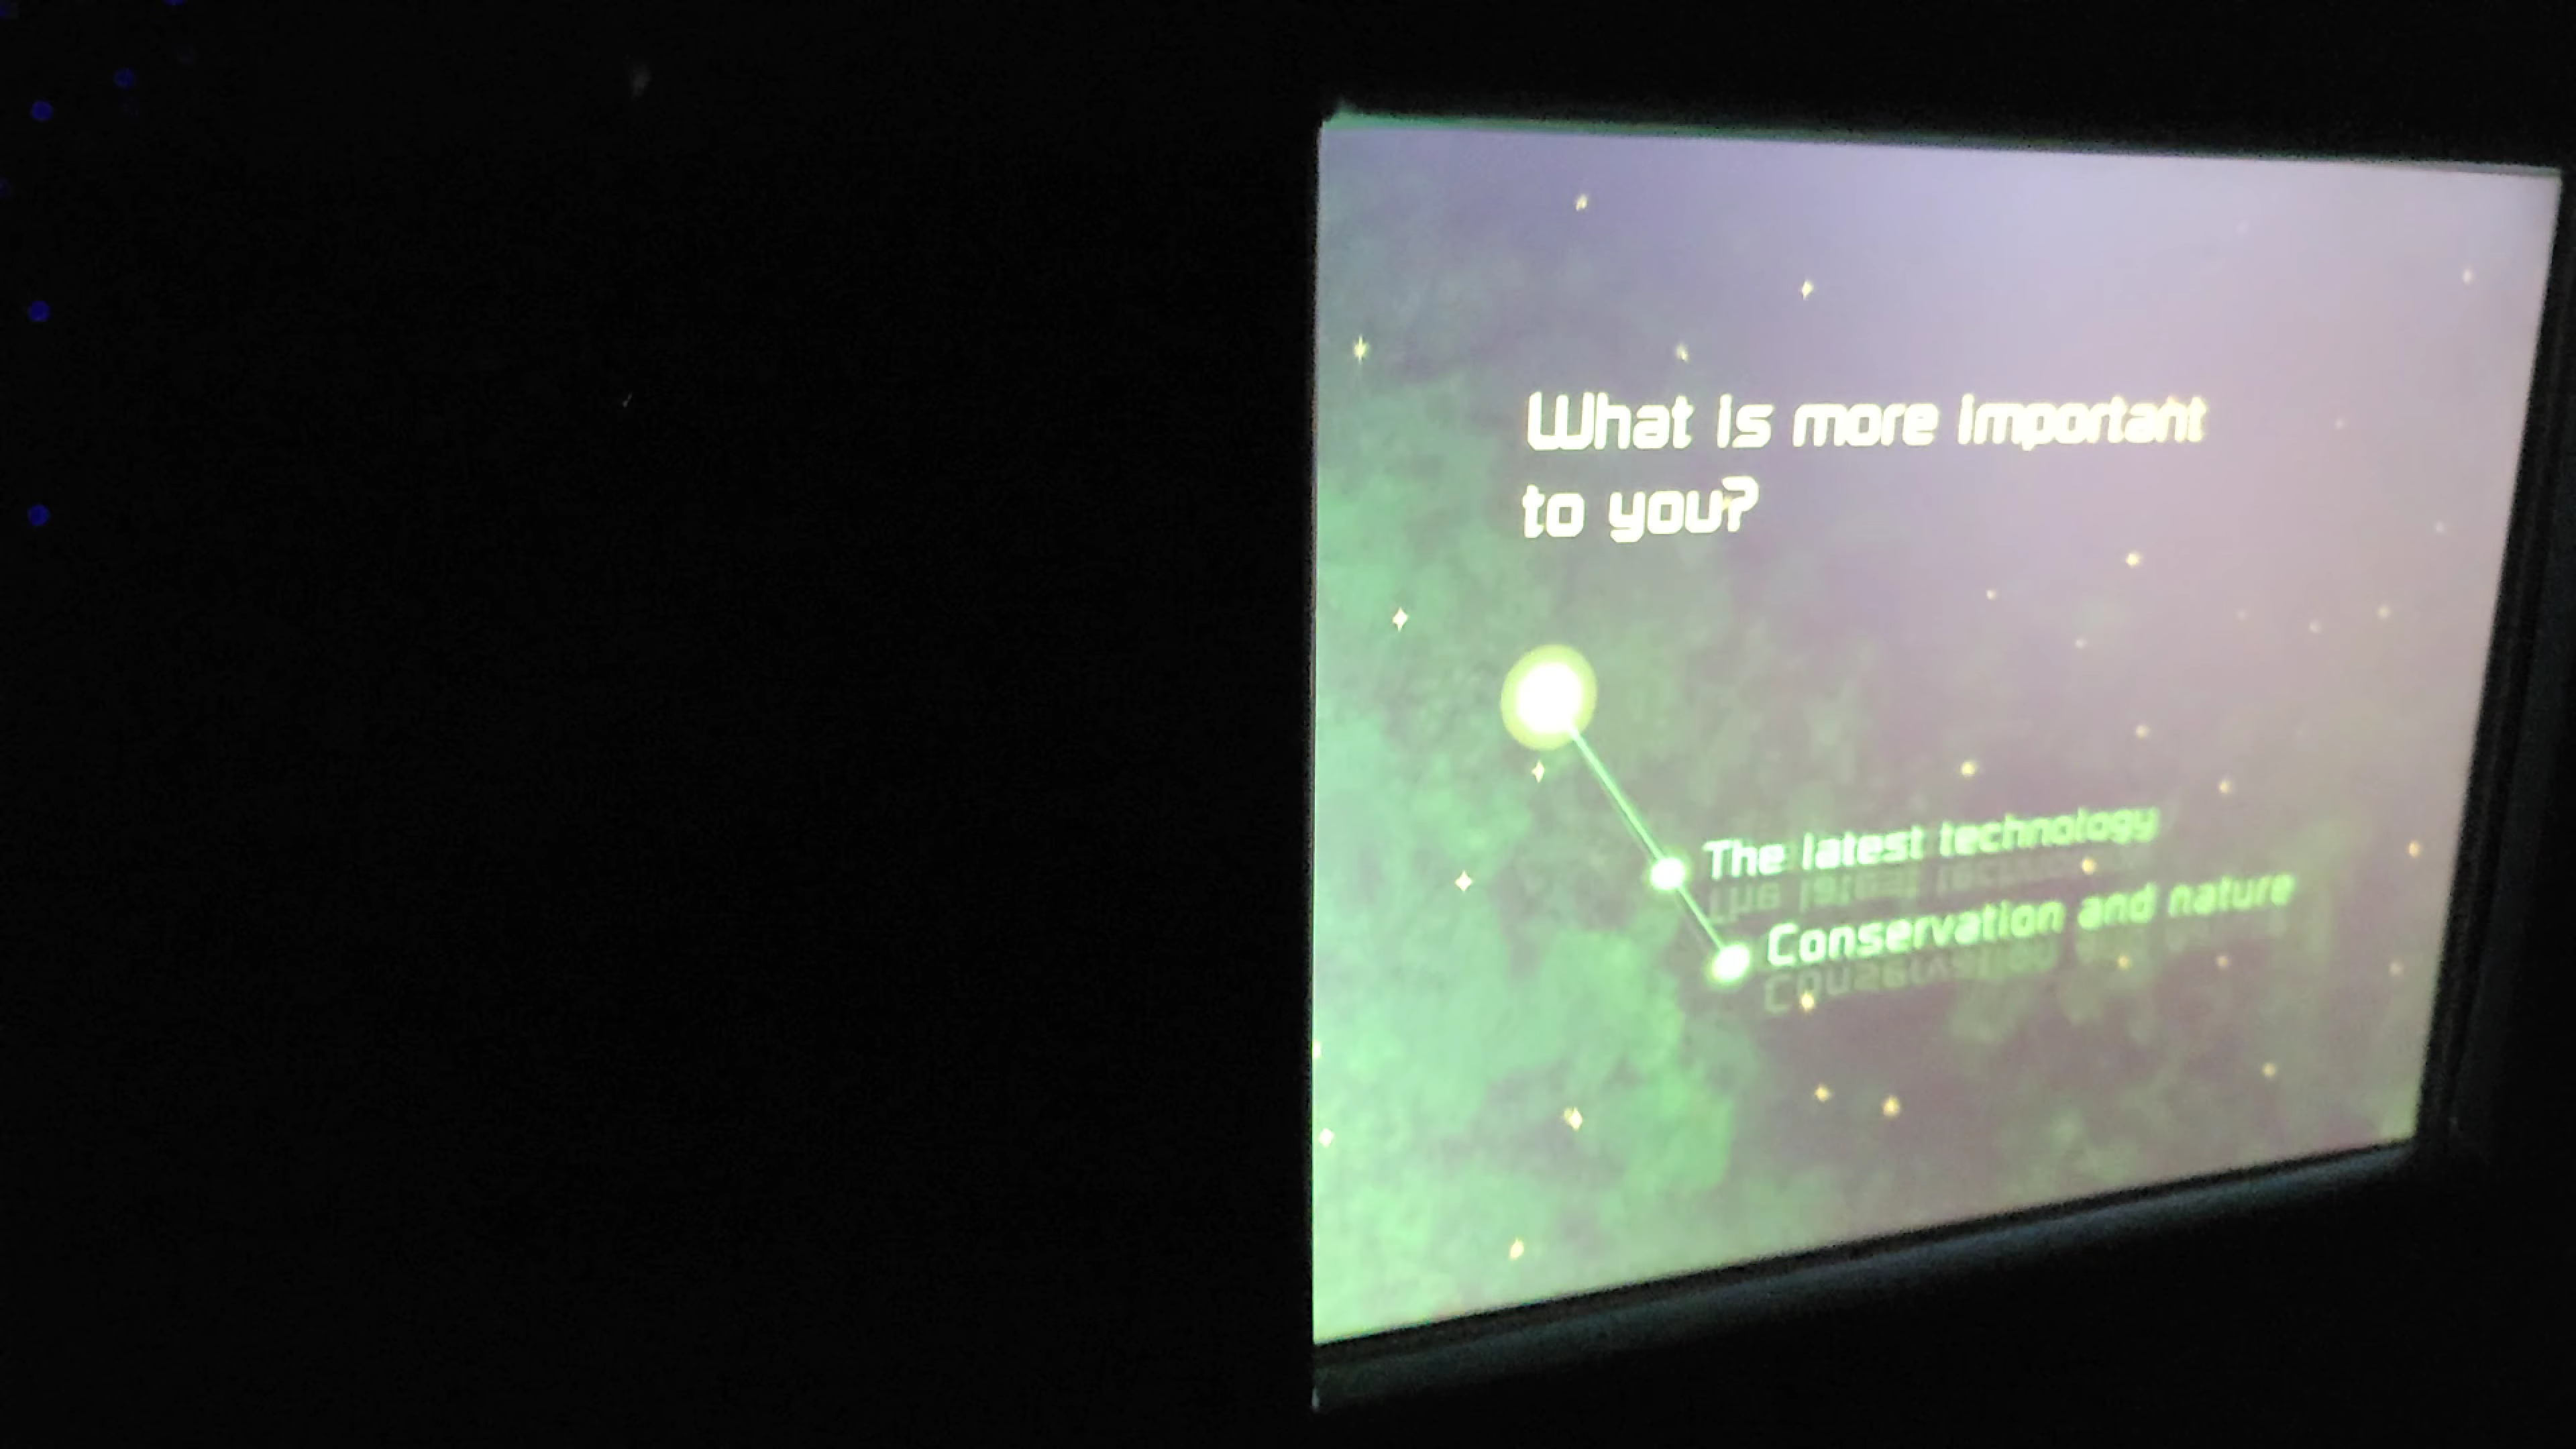 What is more important
to you?
The latest technology
Conservation and nature